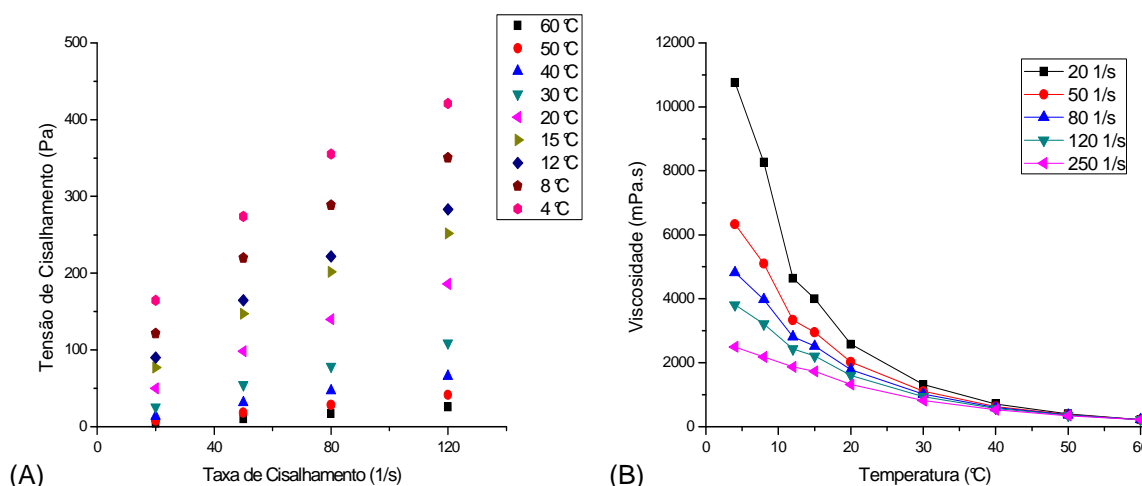 500
400
300
200
100
0
0
40
80
120
Tensão de Cisalhamento (Pa)
Taxa de Cisalhamento (1/s)
60 °C
50 °C
40 °C
30 °C
20 °C
15 °C
12 °C
8 °C
4 °C
(A)
12000
10000
8000
6000
4000
2000
0
0
10
20
30
40
50
60
Viscosidade (mPa.s)
Temperatura (°C)
20 1/s
50 1/s
80 1/s
120 1/s
250 1/s
(B)